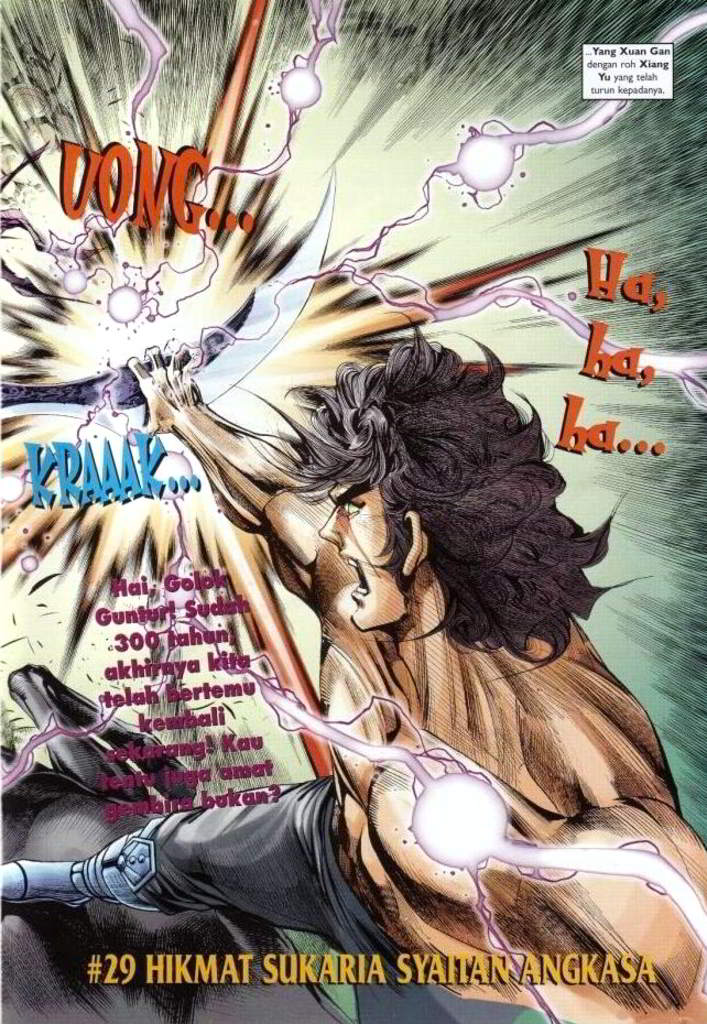 ...Yang Xuan Gan
dengan roh Xiang
Yu yang telah
turun kepadanya.
UONG...
Ha,
ha,
ha...
KRAAAK...
Hai, Golok
Guntur! Sudah
300 tahun,
akhirnya kita
telah bertemu
kembali
sekarang! Kau
tentu juga amat
gembira bukan?
#29 HIKMAT SUKARIA SYAITAN ANGKASA